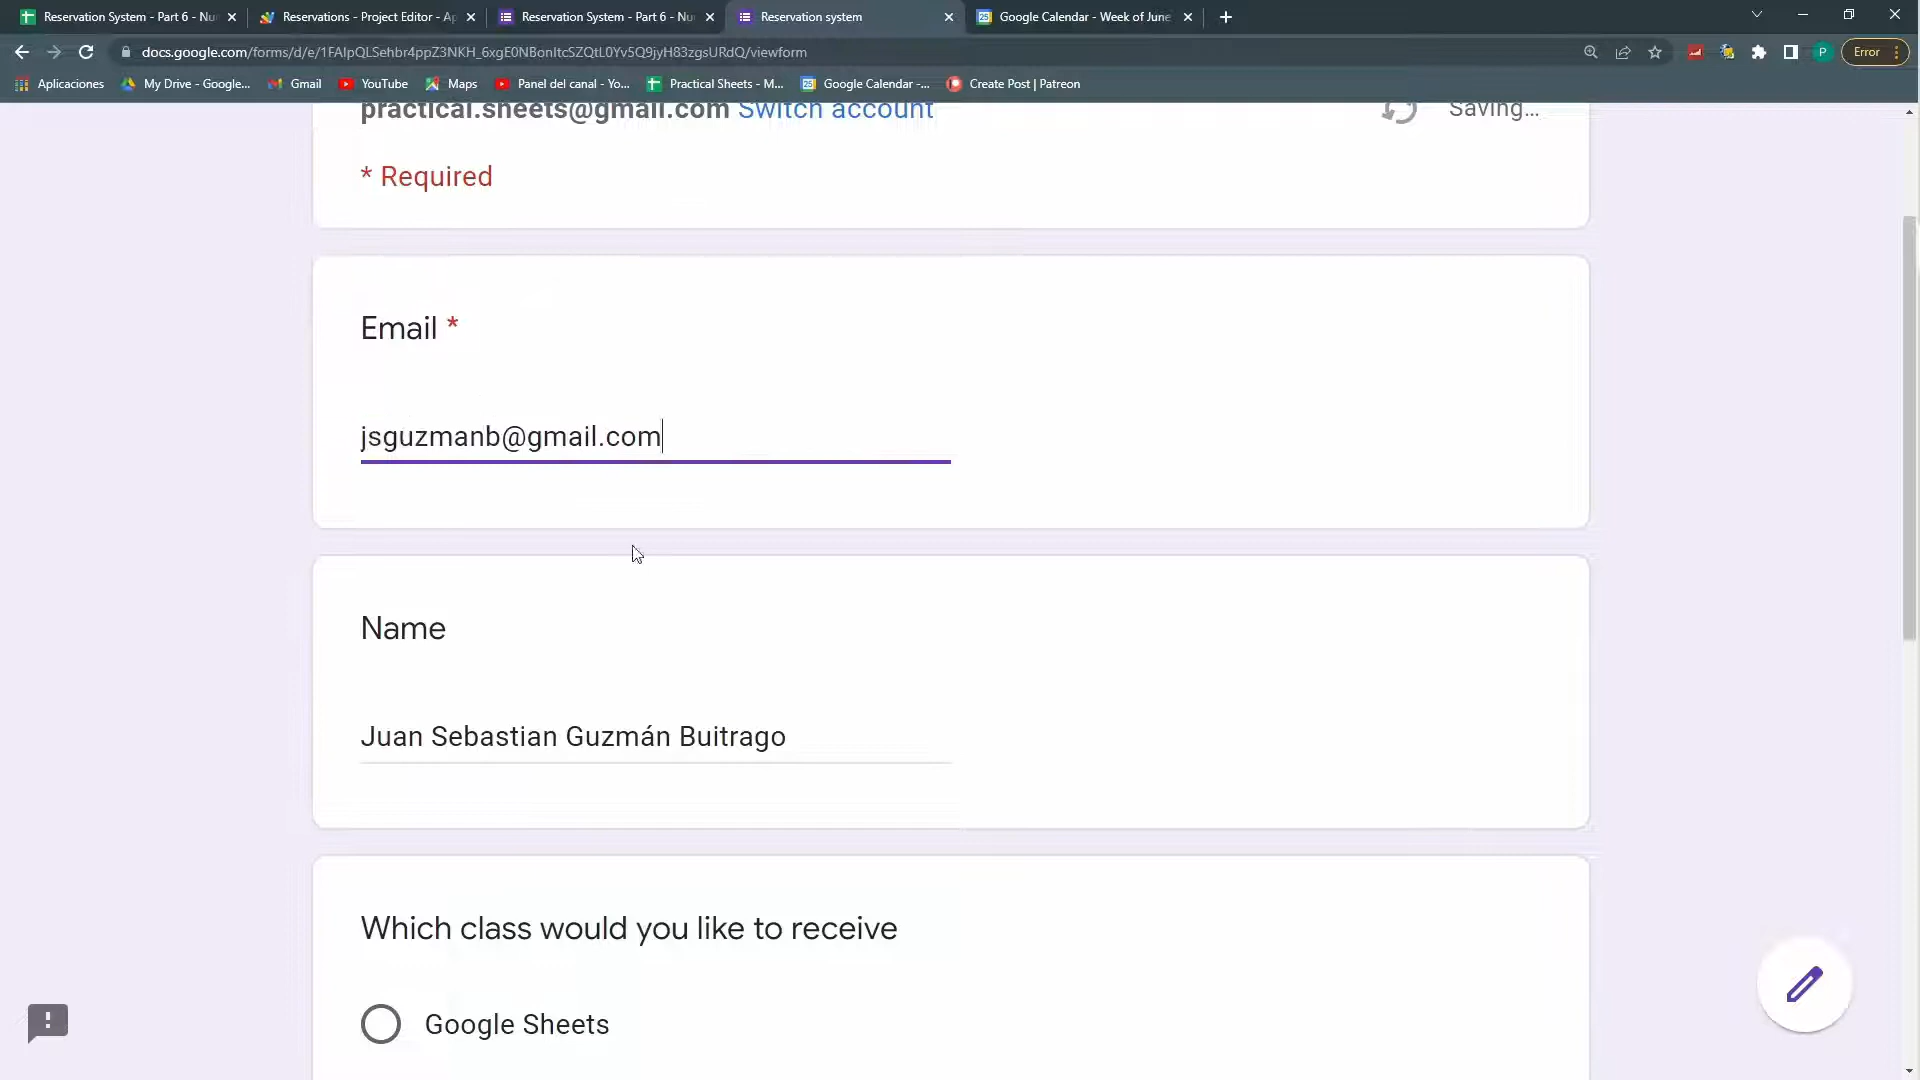 Reservation System - Part 6 - Nu
Reservations - Project Editor - Ap
Reservation System - Part 6 - Nu
Reservation system
Google Calendar - Week of June
docs.google.com/forms/d/e/1FAIpQLSehbr4ppZ3NKH_6xgE0NBonItcSZQtL0Yv5Q9jyH83zgsURdQ/viewform
P
Error
Aplicaciones
My Drive - Google...
Gmail
YouTube
Maps
Panel del canal - Yo...
Practical Sheets - M...
Google Calendar -...
Create Post | Patreon
practical.sheets@gmail.com Switch account
Saving...
* Required
Email *
jsguzmanb@gmail.com
Name
Juan Sebastian Guzmán Buitrago
Which class would you like to receive
Google Sheets